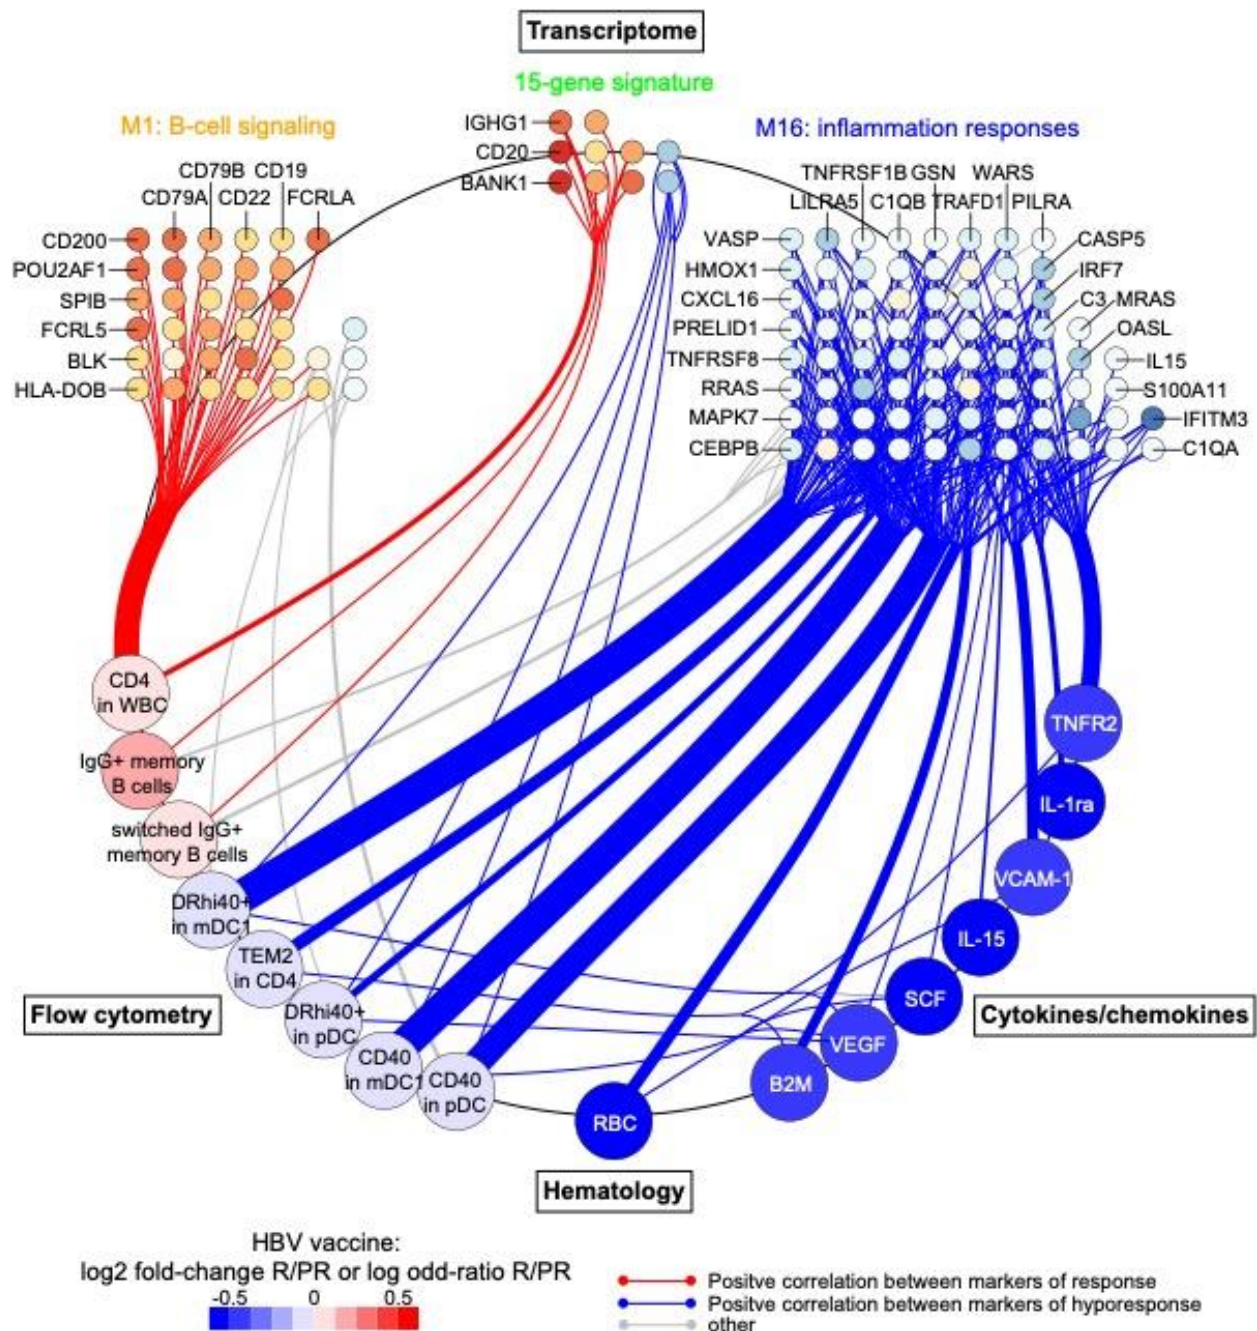 Transcriptome
15-gene signature
M1: B-cell signaling
M16: inflammation responses
IGHG1
CD20
BANK1
CD79B CD19
CD79A CD22 FCRLA
CD200
POU2AF1
SPIB
FCRL5
BLK
HLA-DOB
TNFRSF1B GSN WARS
LILRA5 C1QB TRAFD1 PILRA
VASP
HMOX1
CXCL16
PRELID1
TNFRSF8
RRAS
MAPK7
CEBPB
CASP5
IRF7
C3 MRAS
OASL
IL15
S100A11
IFITM3
C1QA
CD4
in WBC
IgG+ memory
B cells
switched IgG+
memory B cells
DRhi40+
in mDC1
TEM2
in CD4
DRhi40+
in pDC
CD40
in mDC1
CD40
in pDC
RBC
B2M
VEGF
SCF
IL-15
VCAM-1
IL-1ra
TNFR2
Flow cytometry
Cytokines/chemokines
Hematology
HBV vaccine:
log2 fold-change R/PR or log odd-ratio R/PR
-0.5 0 0.5
Positve correlation between markers of response
Positve correlation between markers of hyporesponse
other